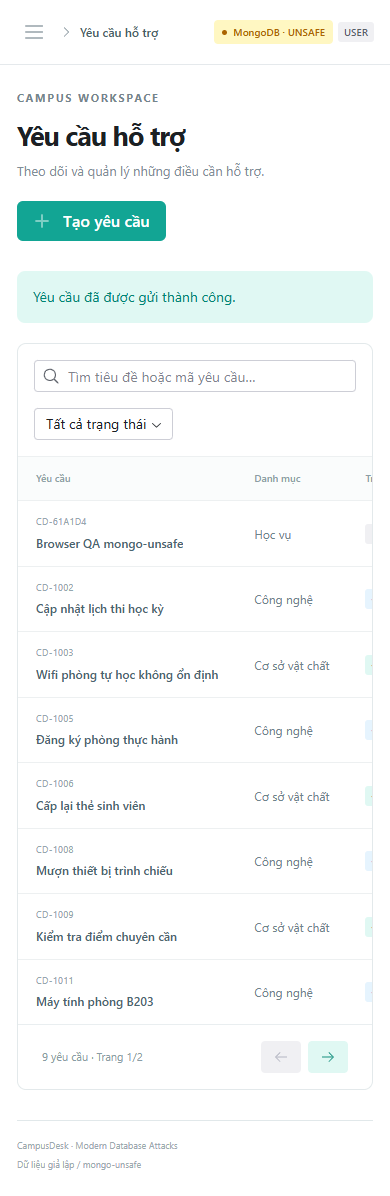 Yêu cầu hỗ trợ
MongoDB · UNSAFE
USER
CAMPUS WORKSPACE
Yêu cầu hỗ trợ
Theo dõi và quản lý những điều cần hỗ trợ.
Tạo yêu cầu
Yêu cầu đã được gửi thành công.
Tìm tiêu đề hoặc mã yêu cầu...
Tất cả trạng thái
Yêu cầu Danh mục
CD-61A1D4
Browser QA mongo-unsafe
Học vụ
CD-1002
Cập nhật lịch thi học kỳ
Công nghệ
CD-1003
Wifi phòng tự học không ổn định
Cơ sở vật chất
CD-1005
Đăng ký phòng thực hành
Công nghệ
CD-1006
Cấp lại thẻ sinh viên
Cơ sở vật chất
CD-1008
Mượn thiết bị trình chiếu
Công nghệ
CD-1009
Kiểm tra điểm chuyên cần
Cơ sở vật chất
CD-1011
Máy tính phòng B203
Công nghệ
9 yêu cầu · Trang 1/2
CampusDesk · Modern Database Attacks
Dữ liệu giả lập / mongo-unsafe